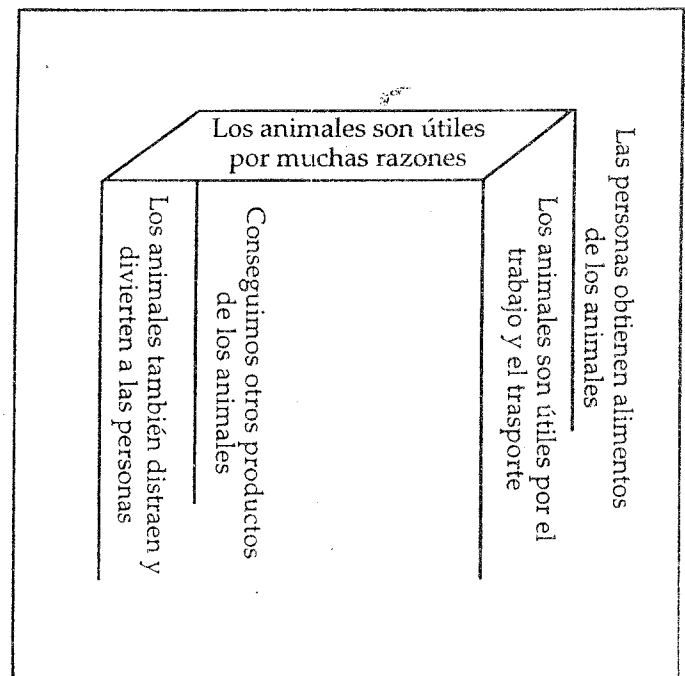 Los animales son útiles
por muchas razones
Los animales también distraen y
divierten a las personas
Conseguimos otros productos
de los animales
Los animales son útiles por el
trabajo y el trasporte
Las personas obtienen alimentos
de los animales